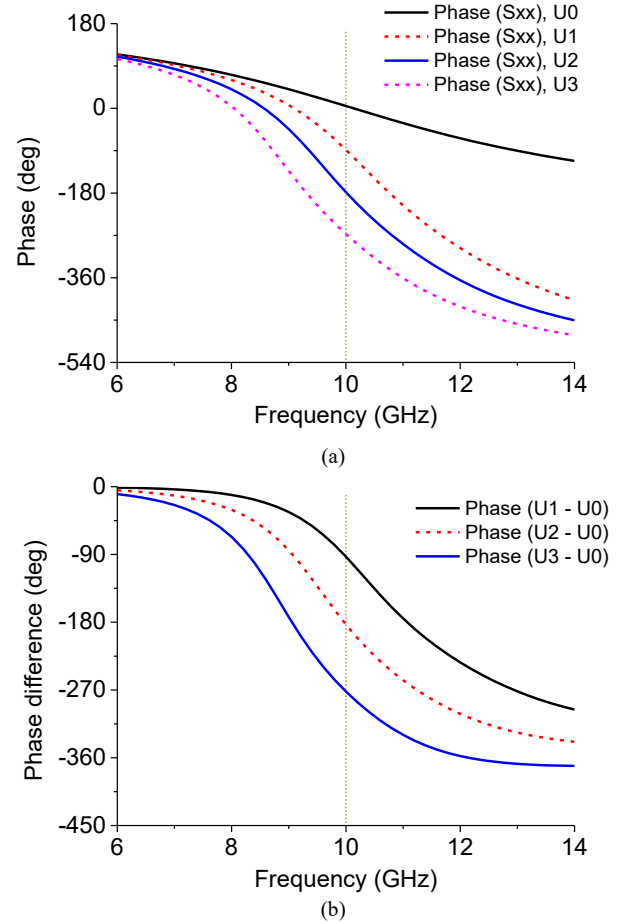 Phase (Sxx), U0
Phase (Sxx), U1
Phase (Sxx), U2
Phase (Sxx), U3
180
0
-180
-360
-540
Phase (deg)
6 8 10 12 14
Frequency (GHz)
(a)
Phase (U1 - U0)
Phase (U2 - U0)
Phase (U3 - U0)
0
-90
-180
-270
-360
-450
Phase difference (deg)
6 8 10 12 14
Frequency (GHz)
(b)